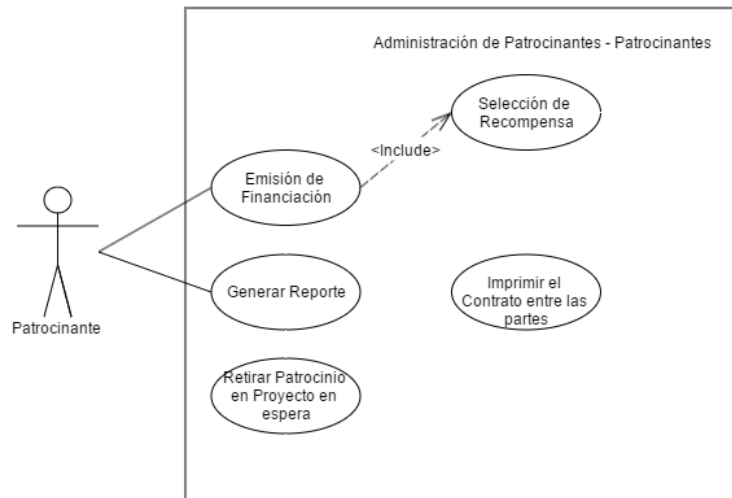 Administración de Patrocinantes - Patrocinantes
Selección de
Recompensa
<Include>
Emisión de
Financiación
Generar Reporte
Imprimir el
Contrato entre las
partes
Patrocinante
Retirar Patrocinio
en Proyecto en
espera